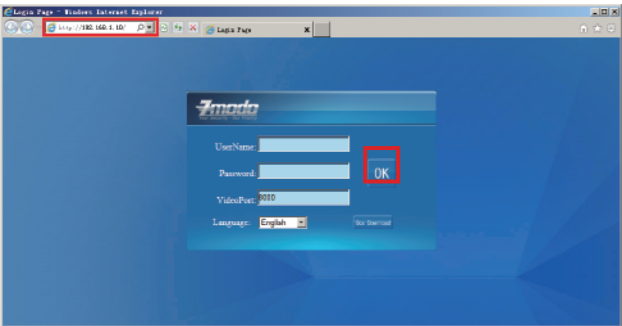 Login Page - Windows Internet Explorer
http://192.168.1.10/
Login Page
Zmodo
UserName:
Password:
OK
VideoPort: 8000
Language: English